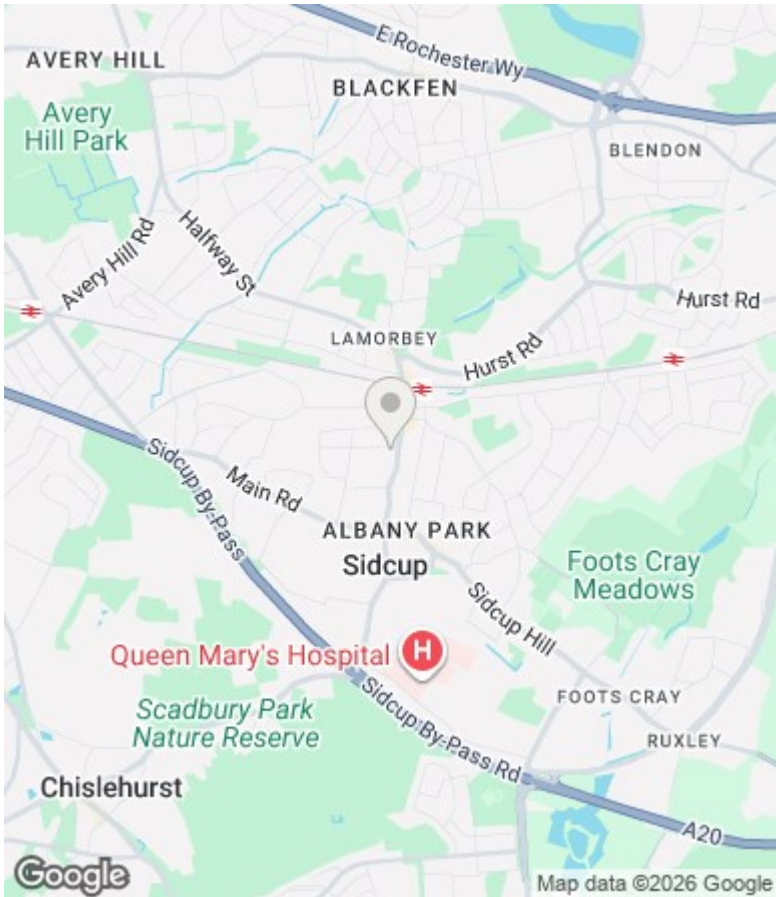 E Rochester Wy
AVERY HILL
BLACKFEN
Avery
Hill Park
BLENDON
Halfway St
Avery Hill Rd
Hurst Rd
LAMORBEY
Hurst Rd
Sidcup By-Pass
Main Rd
ALBANY PARK
Sidcup
Foots Cray
Meadows
Sidcup Hill
Queen Mary's Hospital
H
Sidcup By-Pass Rd
FOOTS CRAY
Scadbury Park
Nature Reserve
RUXLEY
Chislehurst
A20
Google
Map data ©2026 Google